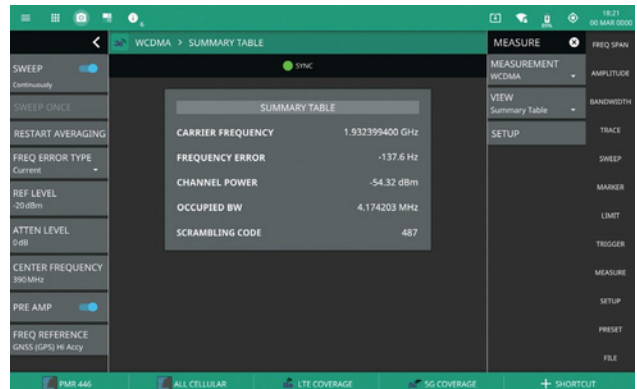 6
85%
18:21
00 MAR 0000
WCDMA > SUMMARY TABLE
MEASURE
FREQ SPAN
SYNC
SWEEP
Continuously
MEASUREMENT
WCDMA
AMPLITUDE
SWEEP ONCE
SUMMARY TABLE
VIEW
Summary Table
BANDWIDTH
RESTART AVERAGING
CARRIER FREQUENCY 1.932399400 GHz
SETUP
TRACE
FREQ ERROR TYPE
Current
FREQUENCY ERROR -137.6 Hz
SWEEP
REF LEVEL
-20 dBm
CHANNEL POWER -54.32 dBm
MARKER
OCCUPIED BW 4.174203 MHz
LIMIT
ATTEN LEVEL
0 dB
SCRAMBLING CODE 487
TRIGGER
CENTER FREQUENCY
390 MHz
MEASURE
PRE AMP
SETUP
FREQ REFERENCE
GNSS (GPS) Hi Accy
PRESET
FILE
PMR 446
ALL CELLULAR
LTE COVERAGE
5G COVERAGE
+ SHORTCUT